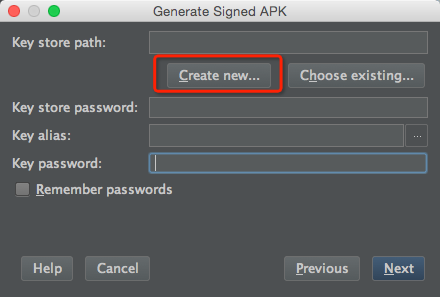 Generate Signed APK
Key store path:
Create new... Choose existing...
Key store password:
Key alias: ...
Key password:
Remember passwords
Help Cancel Previous Next